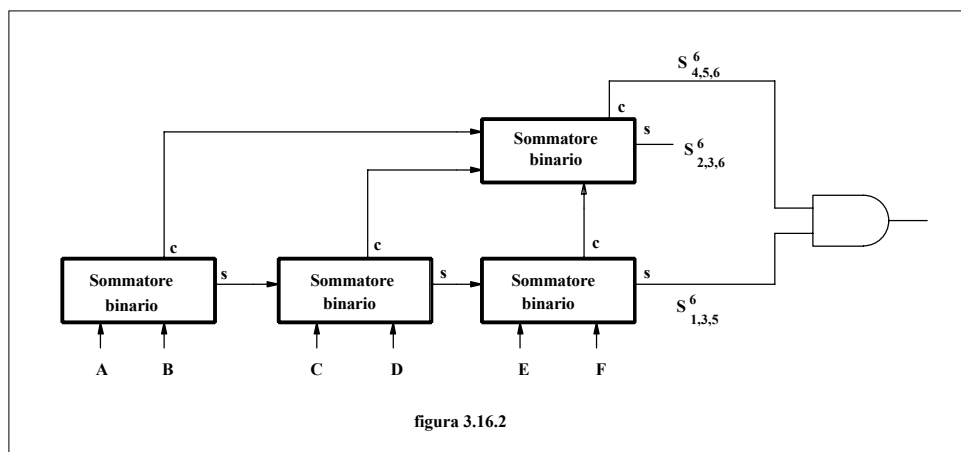 S 6 4,5,6
c
s
Sommatore
binario
S 6 2,3,6
c
c
c
s
s
s
Sommatore
binario
Sommatore
binario
Sommatore
binario
S 6 1,3,5
A B C D E F
figura 3.16.2